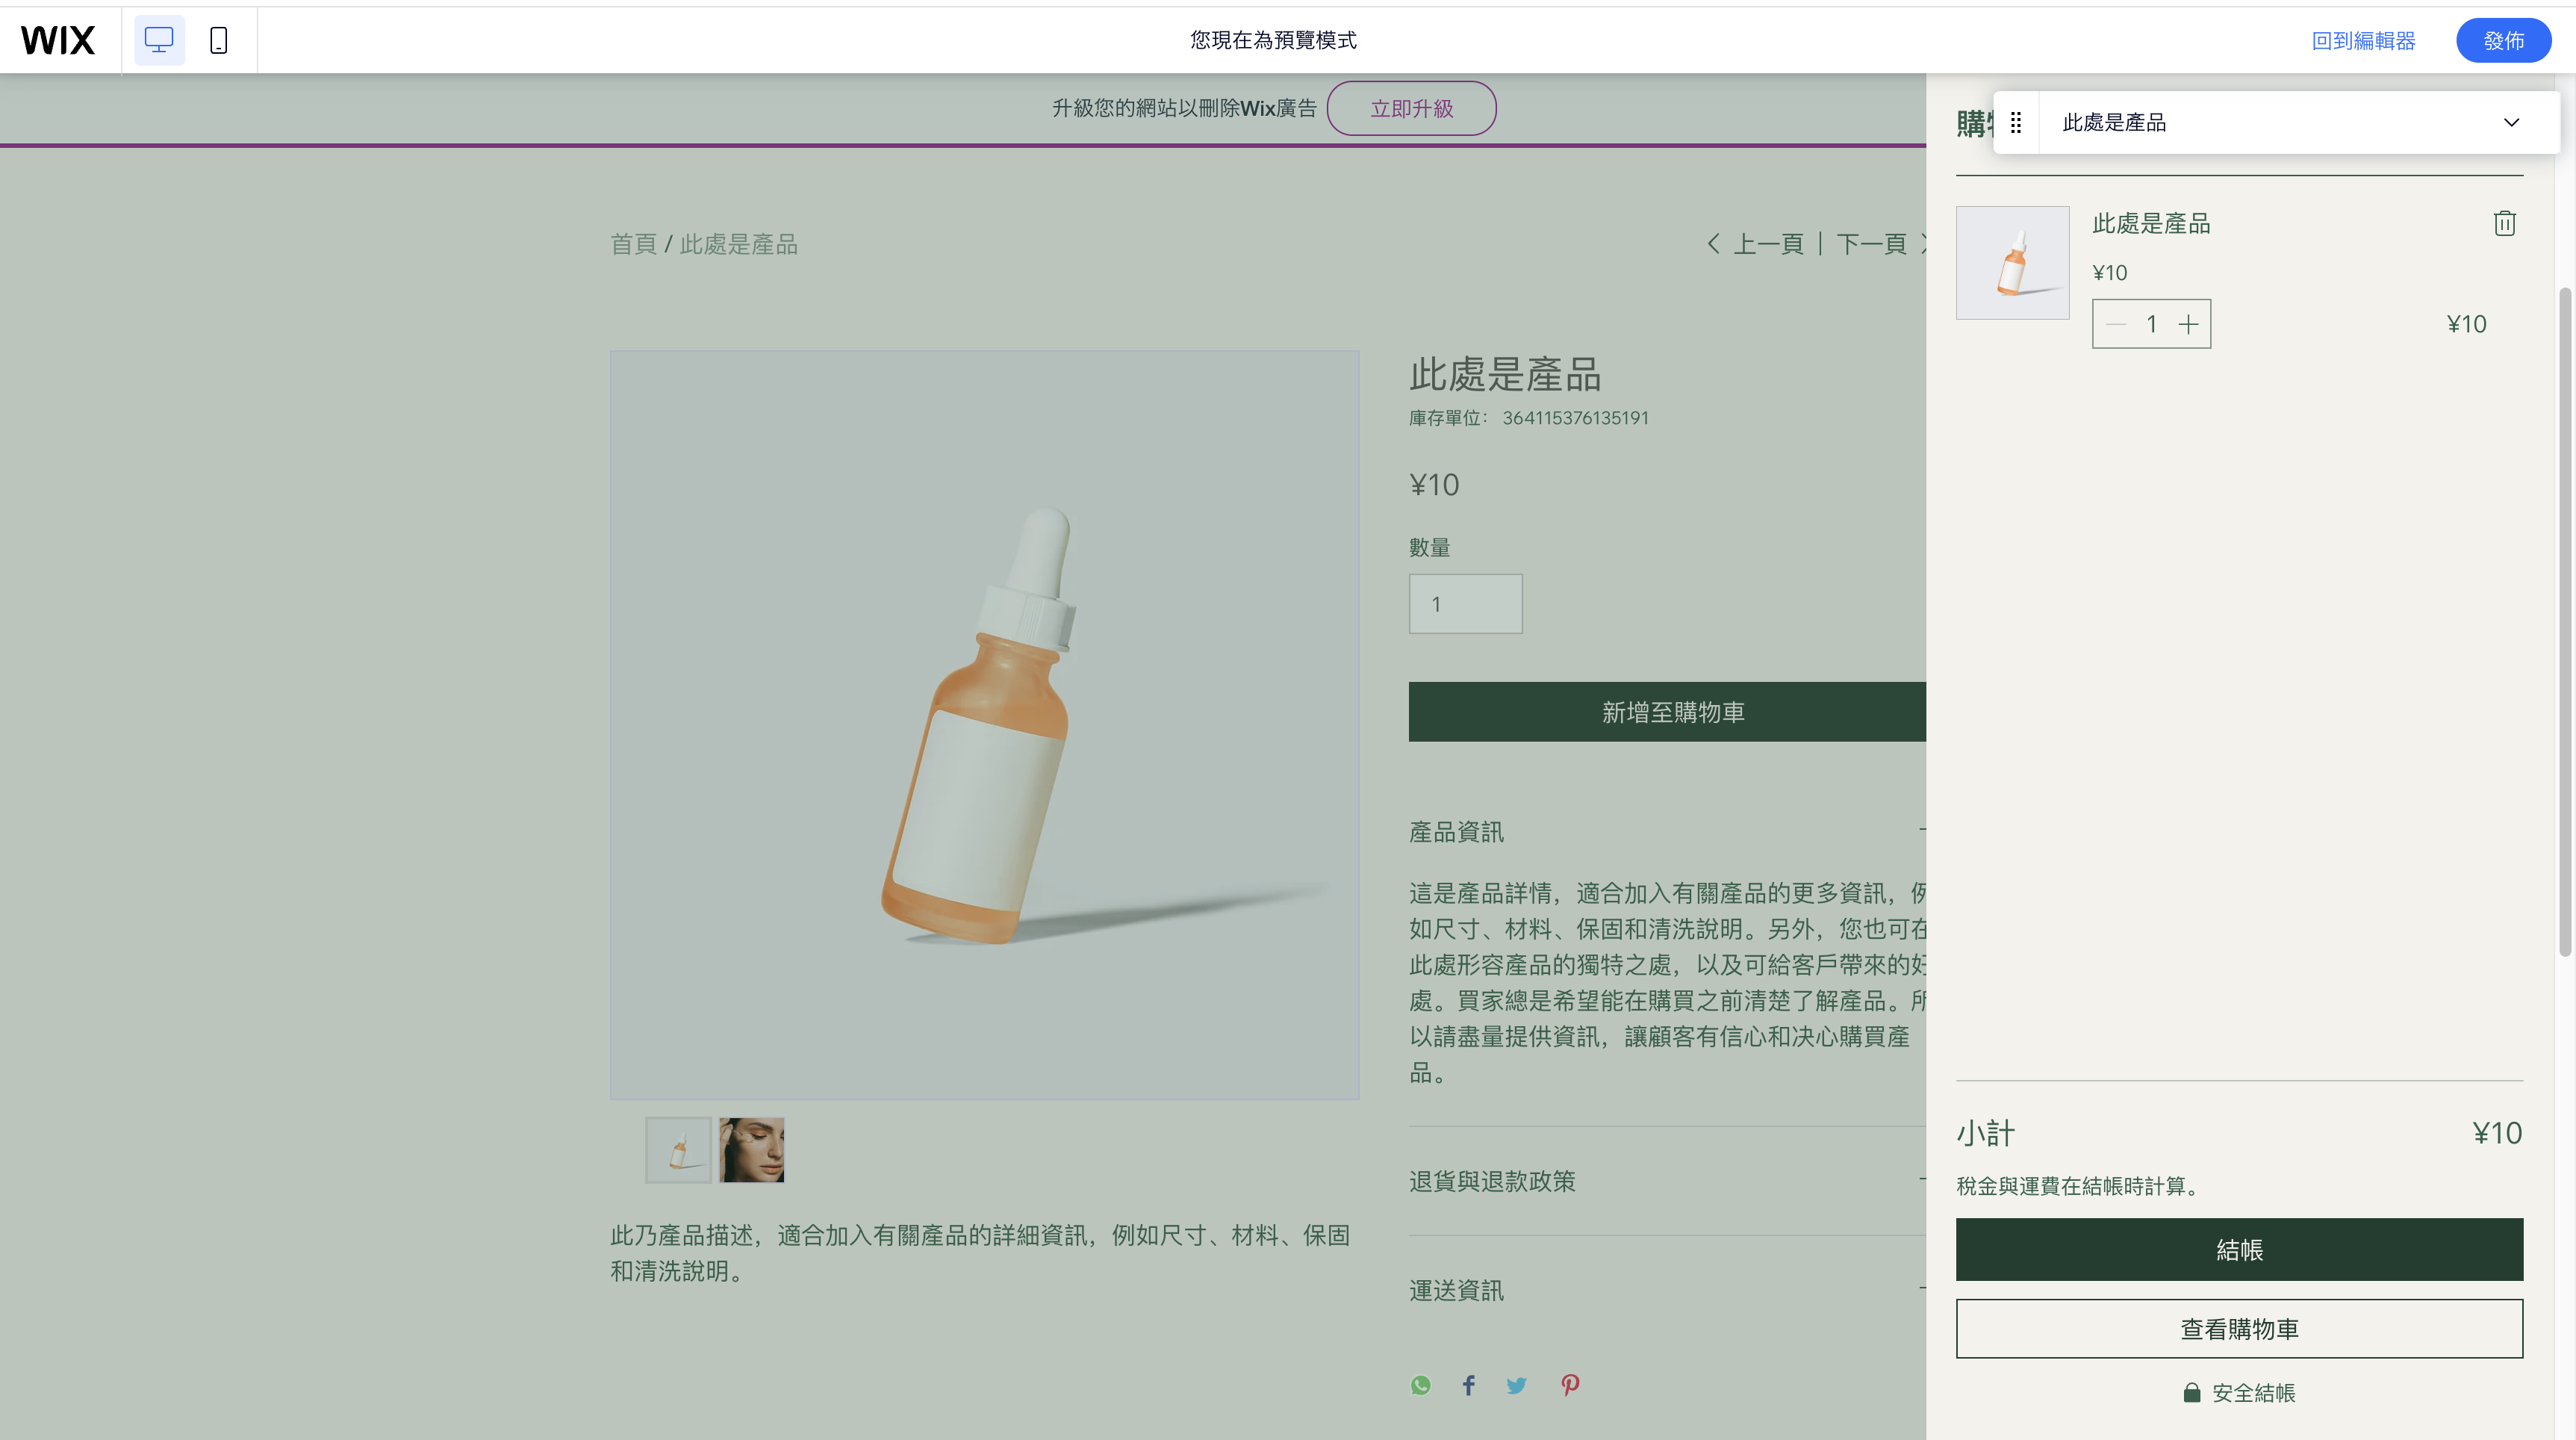 WIX
您現在為預覽模式
回到編輯器
發佈
升級您的網站以刪除Wix廣告
立即升級
購
此處是產品
首頁 / 此處是產品
上一頁 | 下一頁
此處是產品
¥10
1
¥10
此處是產品
庫存單位： 364115376135191
¥10
數量
1
新增至購物車
產品資訊
這是產品詳情，適合加入有關產品的更多資訊，例
如尺寸、材料、保固和清洗說明。另外，您也可在
此處形容產品的獨特之處，以及可給客戶帶來的好
處。買家總是希望能在購買之前清楚了解產品。所
以請盡量提供資訊，讓顧客有信心和決心購買產
品。
退貨與退款政策
運送資訊
此乃產品描述，適合加入有關產品的詳細資訊，例如尺寸、材料、保固
和清洗說明。
小計
¥10
稅金與運費在結帳時計算。
結帳
查看購物車
安全結帳